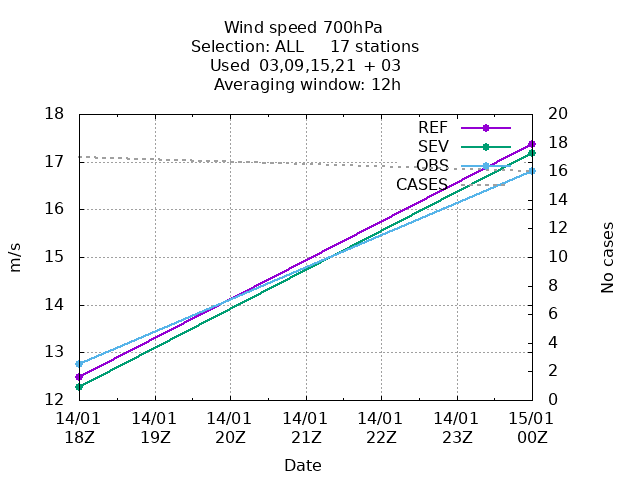 Wind speed 700hPa
Selection: ALL     17 stations
Used  03,09,15,21 + 03
Averaging window: 12h
18
17
16
15
14
13
12
m/s
REF
SEV
OBS
CASES
20
18
16
14
12
10
8
6
4
2
0
No cases
14/01 14/01 14/01 14/01 14/01 14/01 15/01
18Z 19Z 20Z 21Z 22Z 23Z 00Z
Date